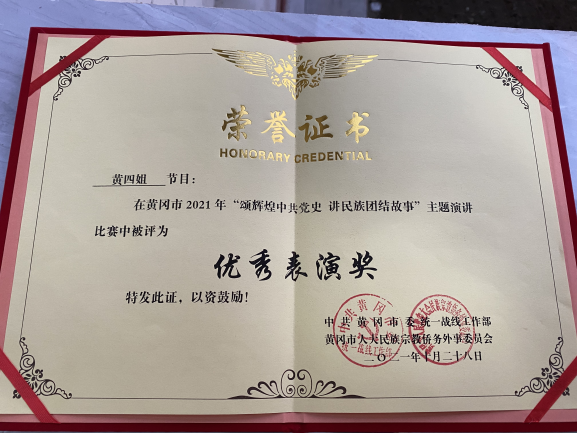 荣誉证书
HONORARY CREDENTIAL
黄四姐 节目：
在黄冈市 2021 年“颂辉煌中共党史 讲民族团结故事”主题演讲
比赛中被评为
优秀表演奖
特发此证，以资鼓励！
中共黄冈市委统一战线工作部
黄冈市人大民族宗教侨务外事委员会
二〇二一年十月二十八日